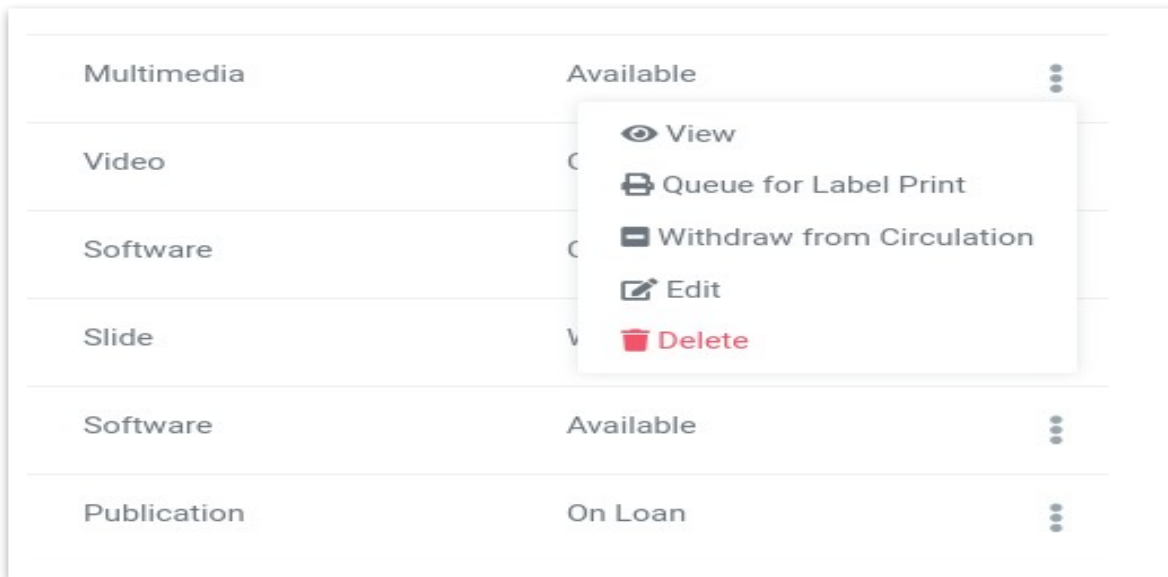 Multimedia Available
View
Video
Queue for Label Print
Withdraw from Circulation
Software
Edit
Slide
Delete
Software Available
Publication On Loan